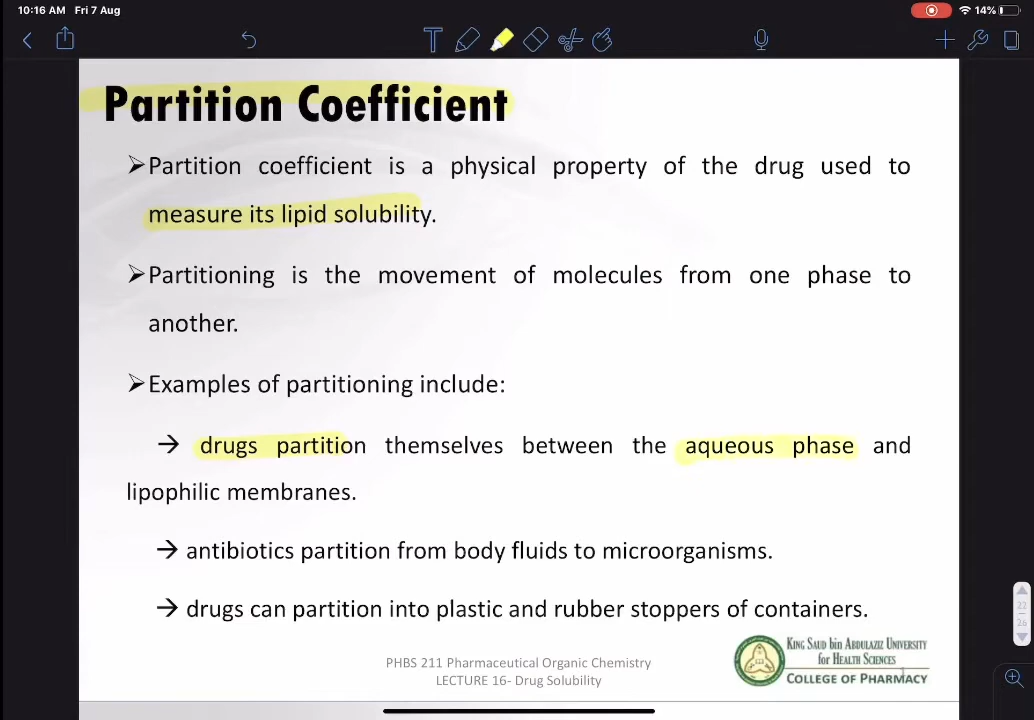 10:16 AM Fri 7 Aug
14%
Partition Coefficient
➢Partition coefficient is a physical property of the drug used to
measure its lipid solubility.
➢Partitioning is the movement of molecules from one phase to
another.
➢Examples of partitioning include:
→ drugs partition themselves between the aqueous phase and
lipophilic membranes.
→ antibiotics partition from body fluids to microorganisms.
→ drugs can partition into plastic and rubber stoppers of containers.
22
26
PHBS 211 Pharmaceutical Organic Chemistry
LECTURE 16- Drug Solubility
King Saud bin Abdulaziz University
for Health Sciences
College of Pharmacy